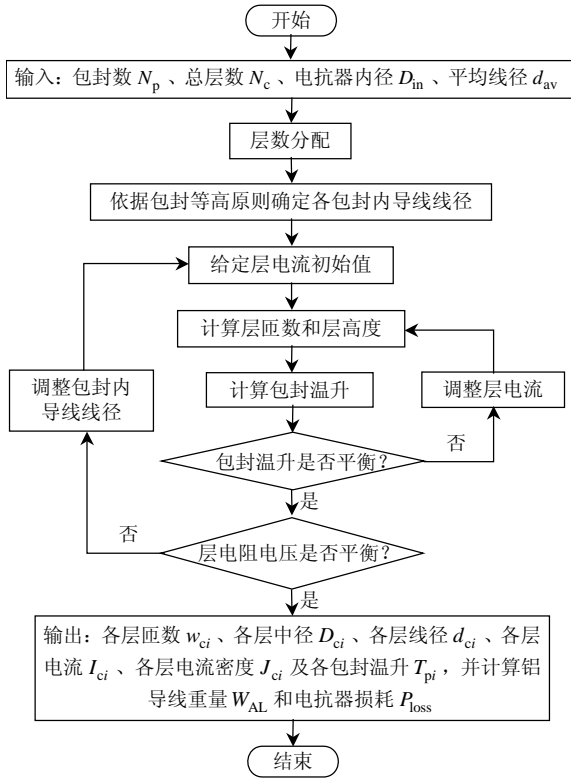 开始
输入：包封数 Np 、总层数 Nc 、电抗器内径 Din 、平均线径 dav
层数分配
依据包封等高原则确定各包封内导线线径
给定层电流初始值
计算层匝数和层高度
调整包封内
导线线径
计算包封温升
调整层电流
包封温升是否平衡？
否
是
否
层电阻电压是否平衡？
是
输出：各层匝数 wci 、各层中径 Dci 、各层线径 dci 、各层
电流 Ici 、各层电流密度 Jci 及各包封温升 Tpi ，并计算铝
导线重量 WAL 和电抗器损耗 Ploss
结束